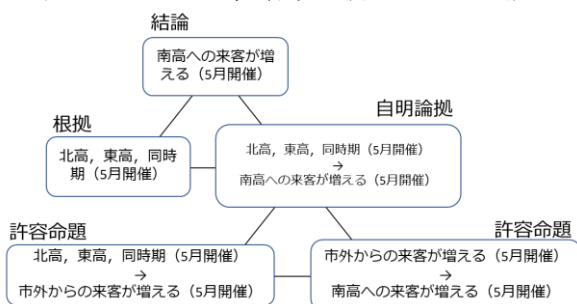 結論
南高への来客が増
える（5月開催）
自明論拠
根拠
北高，東高，同時
期（5月開催）
北高，東高，同時期（5月開催）
→
南高への来客が増える（5月開催）
許容命題
北高，東高，同時期（5月開催）
→
市外からの来客が増える（5月開催）
許容命題
市外からの来客が増える（5月開催）
→
南高への来客が増える（5月開催）